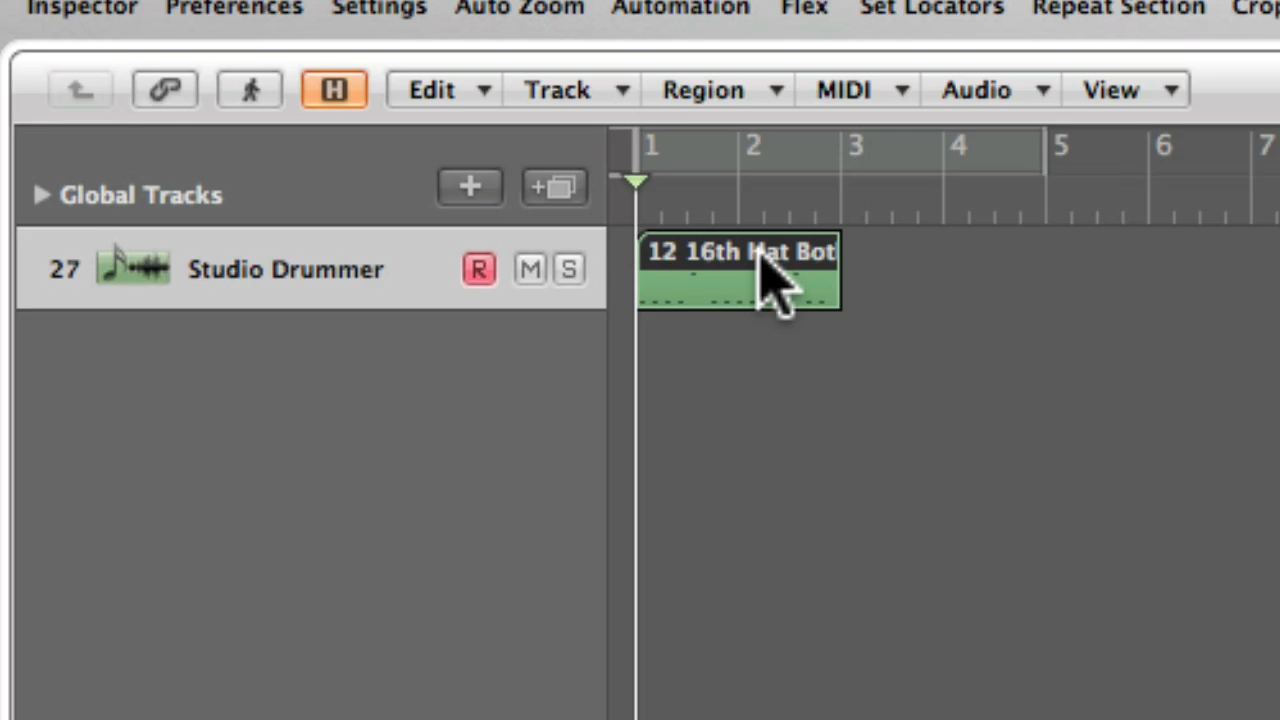 Inspector Preferences Settings Auto Zoom Automation Flex Set Locators Repeat Section Crop
H Edit Track Region MIDI Audio View
1 2 3 4 5 6 7
Global Tracks
27 Studio Drummer R M S
12 16th Hat Bot